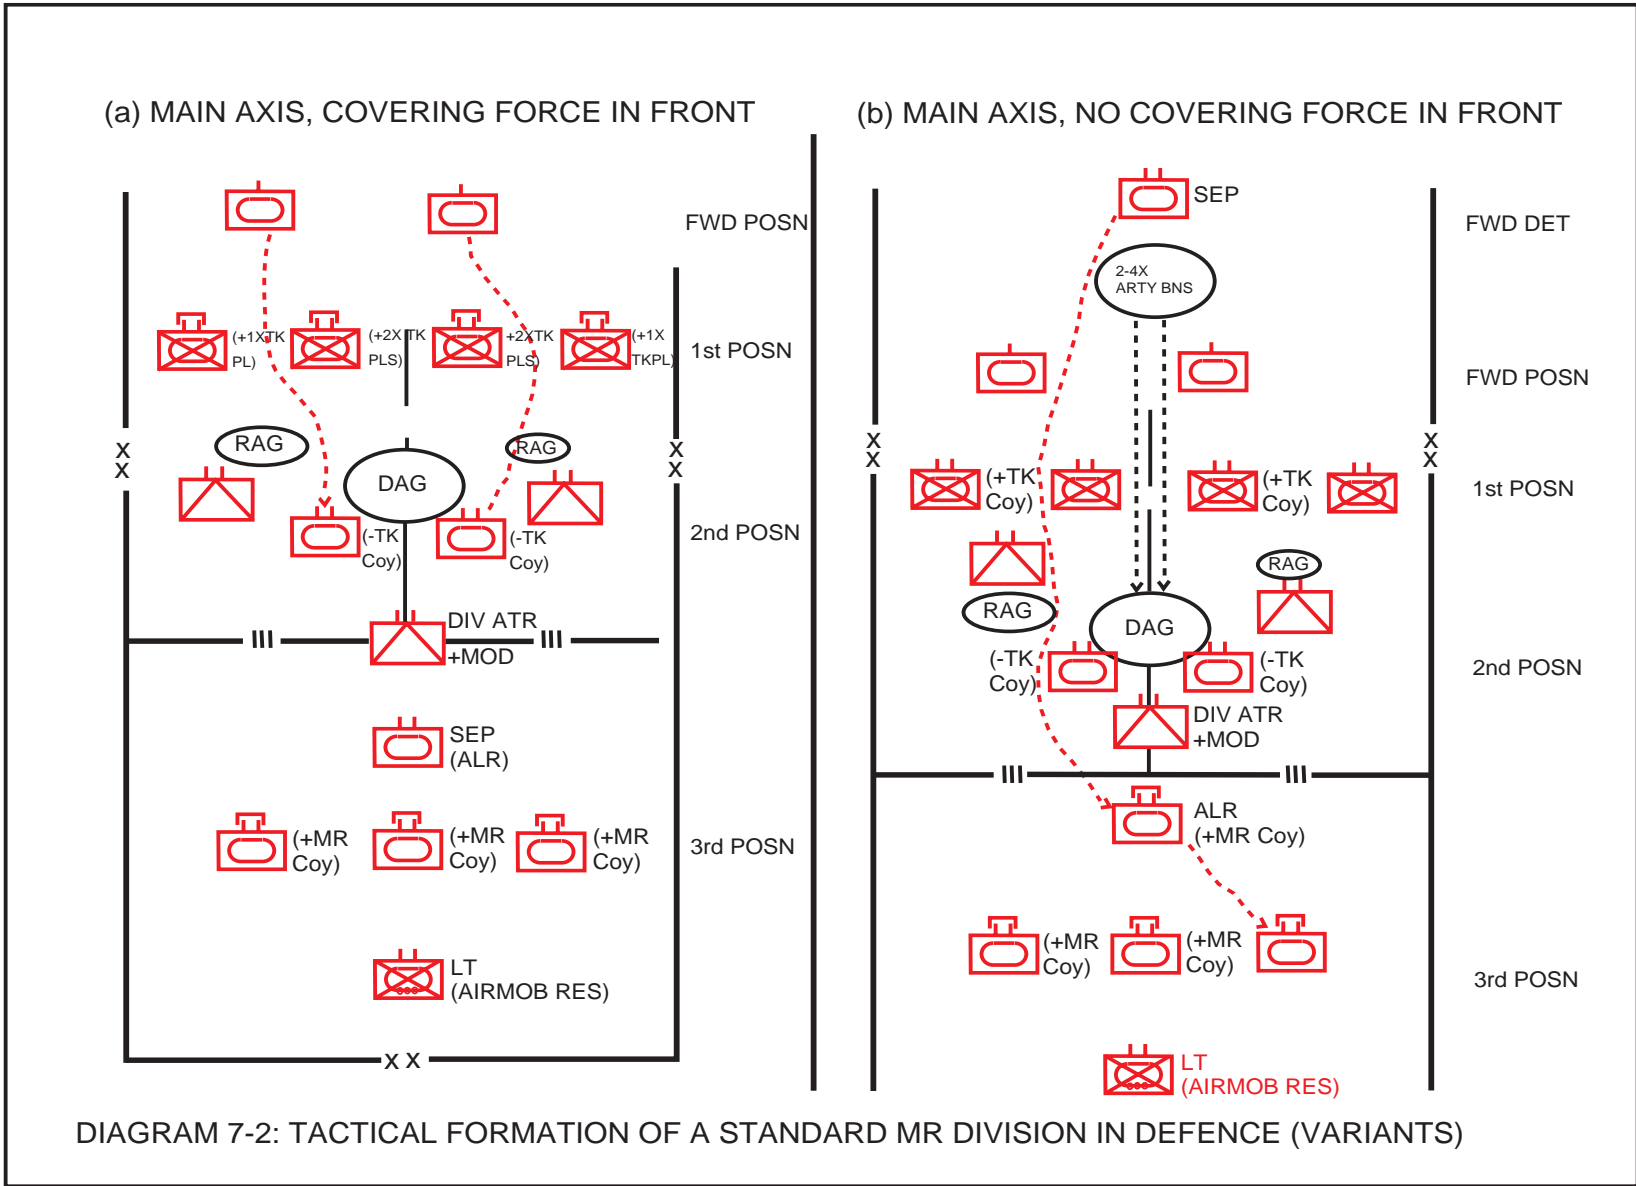 (a) MAIN AXIS, COVERING FORCE IN FRONT
FWD POSN
(+1XTK
PL)
(+2X TK
PLS)
+2XTK
PLS)
(+1X
TKPL)
1st POSN
X
X
X
X
RAG
DAG
RAG
(-TK
Coy)
(-TK
Coy)
2nd POSN
DIV ATR
+MOD
III
III
SEP
(ALR)
(+MR
Coy)
(+MR
Coy)
(+MR
Coy)
3rd POSN
LT
(AIRMOB RES)
X X
(b) MAIN AXIS, NO COVERING FORCE IN FRONT
SEP
FWD DET
2-4X
ARTY BNS
FWD POSN
X
X
X
X
(+TK
Coy)
(+TK
Coy)
1st POSN
RAG
RAG
DAG
(-TK
Coy)
(-TK
Coy)
2nd POSN
DIV ATR
+MOD
III
III
ALR
(+MR Coy)
(+MR
Coy)
(+MR
Coy)
3rd POSN
LT
(AIRMOB RES)
DIAGRAM 7-2: TACTICAL FORMATION OF A STANDARD MR DIVISION IN DEFENCE (VARIANTS)